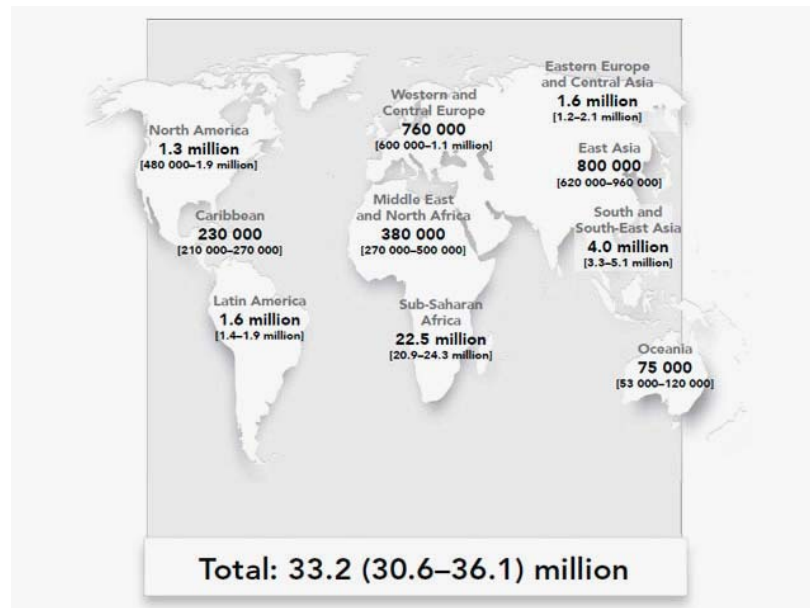 Eastern Europe
and Central Asia
1.6 million
[1.2–2.1 million]
Western and
Central Europe
760 000
[600 000–1.1 million]
North America
1.3 million
[480 000–1.9 million]
East Asia
800 000
[620 000–960 000]
Middle East
and North Africa
380 000
[270 000–500 000]
Caribbean
230 000
[210 000–270 000]
South and
South-East Asia
4.0 million
[3.3–5.1 million]
Latin America
1.6 million
[1.4–1.9 million]
Sub-Saharan
Africa
22.5 million
[20.9–24.3 million]
Oceania
75 000
[53 000–120 000]
Total: 33.2 (30.6–36.1) million